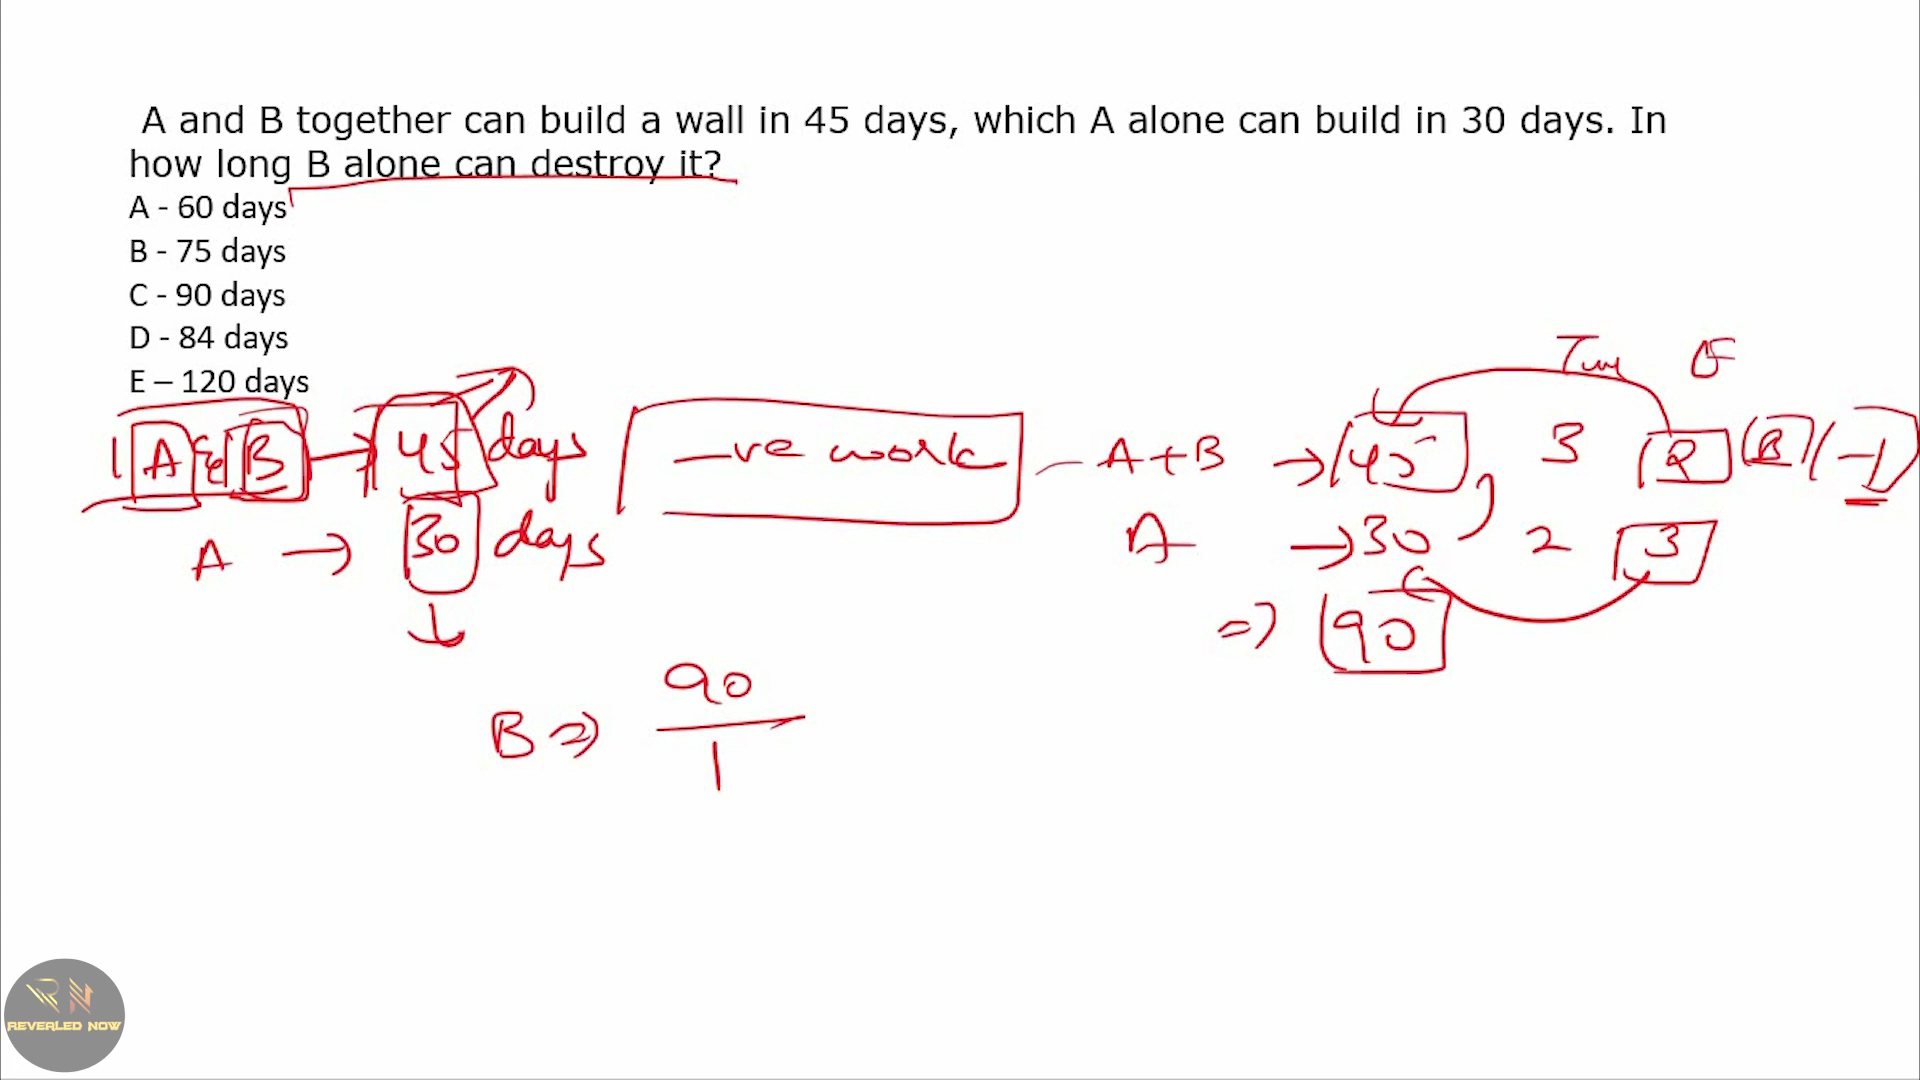 A and B together can build a wall in 45 days, which A alone can build in 30 days. In
how long B alone can destroy it?
A - 60 days
B - 75 days
C - 90 days
D - 84 days
E – 120 days
A & B → 45 days
A → 30 days
-ve work
A+B → 45 3 2 B -1
A → 30 2 3
⇒ 90
B ⇒ 90
1
REVERLED NOW